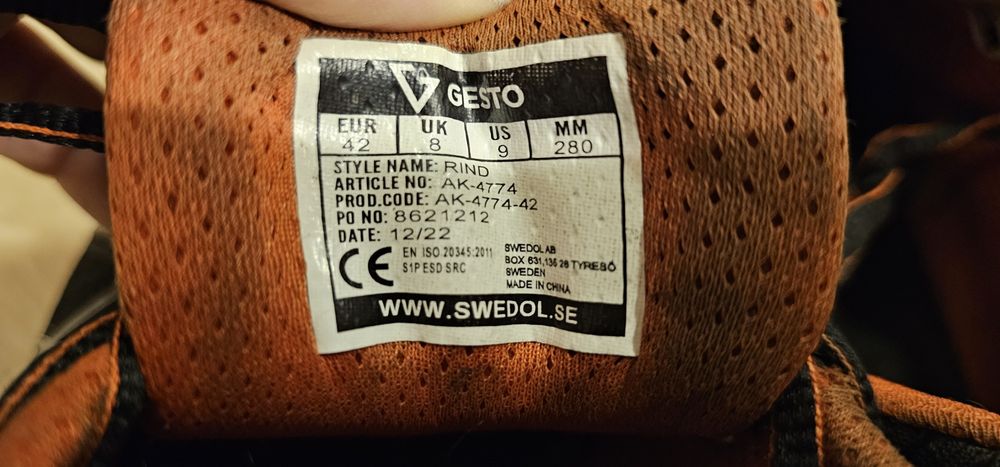 GESTO
EUR UK US MM
42 8 9 280
STYLE NAME: RIND
ARTICLE NO: AK-4774
PROD.CODE: AK-4774-42
PO NO: 8621212
DATE: 12/22
CE
EN ISO 20345:2011
S1P ESD SRC
SWEDOL AB
BOX 631,135 26 TYRESÖ
SWEDEN
MADE IN CHINA
WWW.SWEDOL.SE